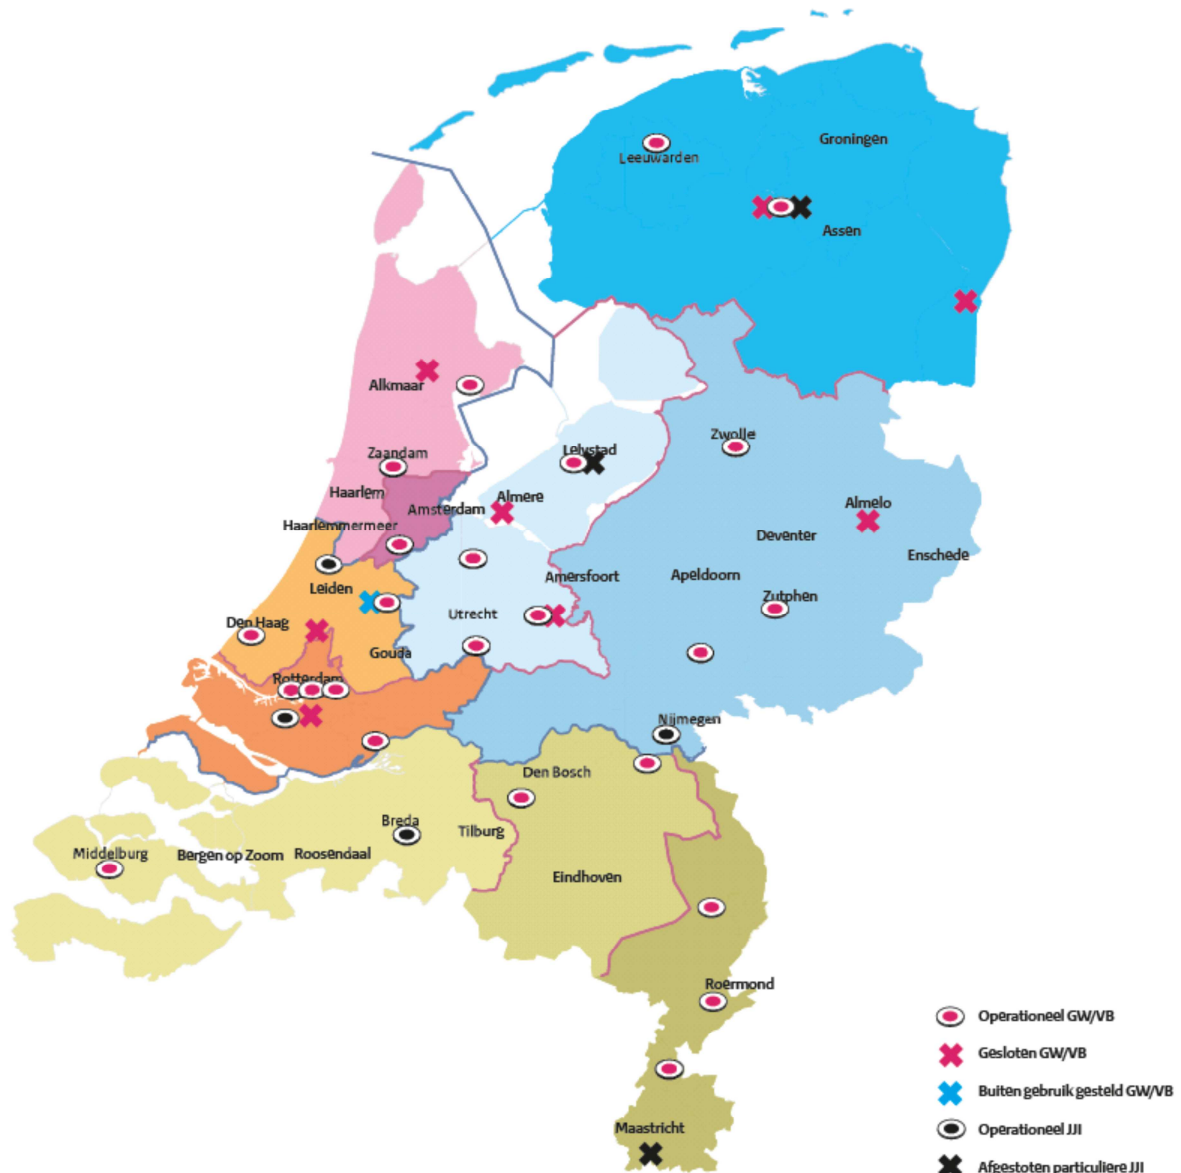 Groningen
Leeuwarden
Assen
Alkmaar
Zwolle
Lelystad
Zaandam
Haarlem
Almere
Almelo
Amsterdam
Haarlemmermeer
Deventer
Enschede
Amersfoort
Apeldoorn
Leiden
Zutphen
Utrecht
Den Haag
Gouda
Rotterdam
Nijmegen
Den Bosch
Breda
Tilburg
Middelburg
Bergen op Zoom
Roosendaal
Eindhoven
Roermond
Maastricht
Operationeel GW/VB
Gesloten GW/VB
Buiten gebruik gesteld GW/VB
Operationeel JJI
Afgestoten particuliere JJI